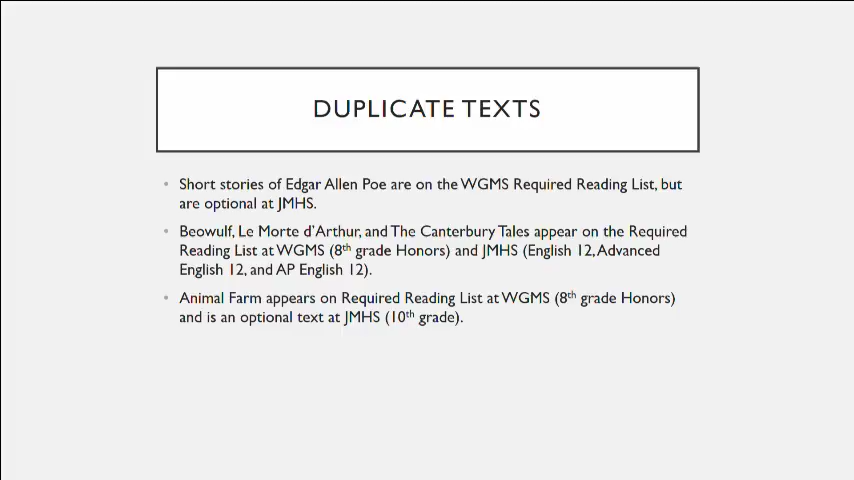 DUPLICATE TEXTS
• Short stories of Edgar Allen Poe are on the WGMS Required Reading List, but
are optional at JMHS.
• Beowulf, Le Morte d'Arthur, and The Canterbury Tales appear on the Required
Reading List at WGMS (8th grade Honors) and JMHS (English 12, Advanced
English 12, and AP English 12).
• Animal Farm appears on Required Reading List at WGMS (8th grade Honors)
and is an optional text at JMHS (10th grade).